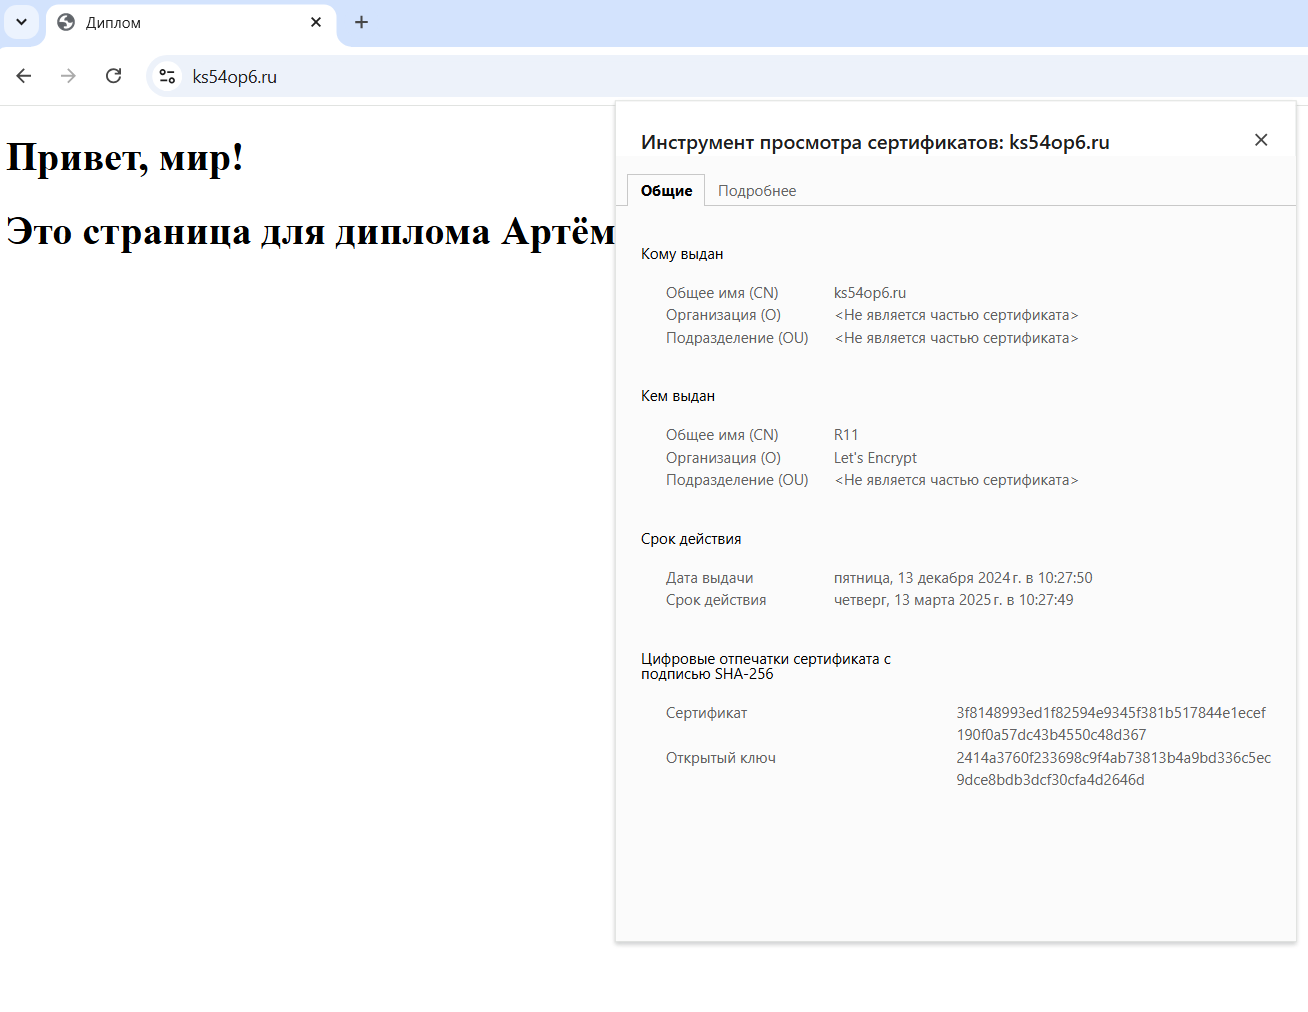 Диплом
ks54op6.ru
Привет, мир!
Это страница для диплома Артём
Инструмент просмотра сертификатов: ks54op6.ru
Общие Подробнее
Кому выдан
Общее имя (CN) ks54op6.ru
Организация (O) <Не является частью сертификата>
Подразделение (OU) <Не является частью сертификата>
Кем выдан
Общее имя (CN) R11
Организация (O) Let's Encrypt
Подразделение (OU) <Не является частью сертификата>
Срок действия
Дата выдачи пятница, 13 декабря 2024 г. в 10:27:50
Срок действия четверг, 13 марта 2025 г. в 10:27:49
Цифровые отпечатки сертификата с
подписью SHA-256
Сертификат 3f8148993ed1f82594e9345f381b517844e1ecef
190f0a57dc43b4550c48d367
Открытый ключ 2414a3760f233698c9f4ab73813b4a9bd336c5ec
9dce8bdb3dcf30cfa4d2646d